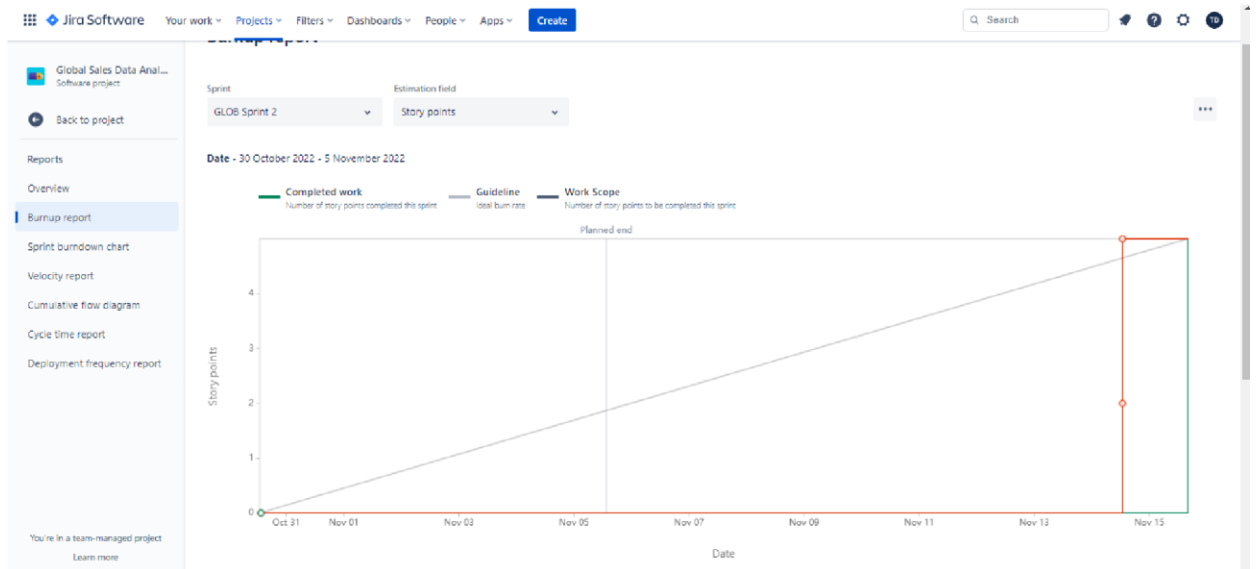 Jira Software Your work Projects Filters Dashboards People Apps Create Search TD
Burnup report
Global Sales Data Anal...
Software project
Back to project
Reports
Overview
Burnup report
Sprint burndown chart
Velocity report
Cumulative flow diagram
Cycle time report
Deployment frequency report
You're in a team-managed project
Learn more
Sprint Estimation field
GLOB Sprint 2 Story points
Date - 30 October 2022 - 5 November 2022
Completed work Guideline Work Scope
Number of story points completed this sprint Ideal burn rate Number of story points to be completed this sprint
Planned end
4
3
2
1
0
Story points
Oct 31 Nov 01 Nov 03 Nov 05 Nov 07 Nov 09 Nov 11 Nov 13 Nov 15
Date